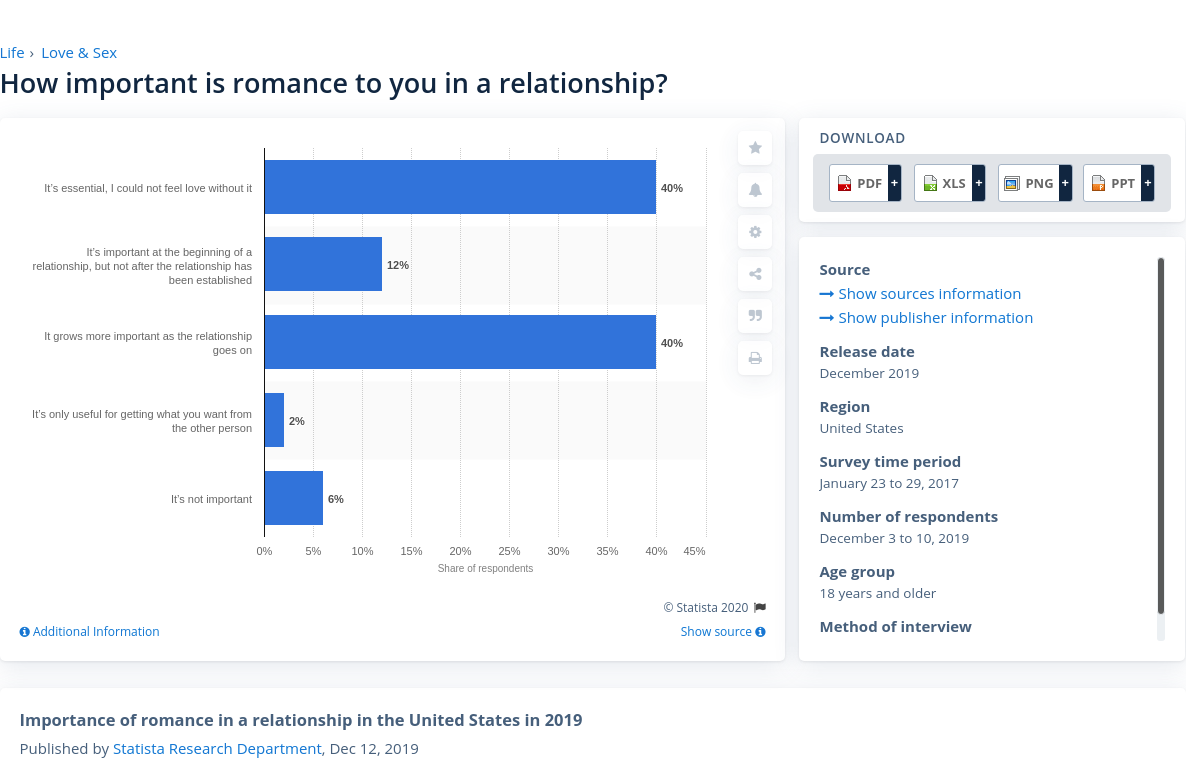 Life › Love & Sex
How important is romance to you in a relationship?
It's essential, I could not feel love without it
40%
It's important at the beginning of a
relationship, but not after the relationship has
been established
12%
It grows more important as the relationship
goes on
40%
It's only useful for getting what you want from
the other person
2%
It's not important
6%
0% 5% 10% 15% 20% 25% 30% 35% 40% 45%
Share of respondents
© Statista 2020
Additional Information
Show source
DOWNLOAD
PDF + XLS + PNG + PPT +
Source
Show sources information
Show publisher information
Release date
December 2019
Region
United States
Survey time period
January 23 to 29, 2017
Number of respondents
December 3 to 10, 2019
Age group
18 years and older
Method of interview
Importance of romance in a relationship in the United States in 2019
Published by Statista Research Department, Dec 12, 2019